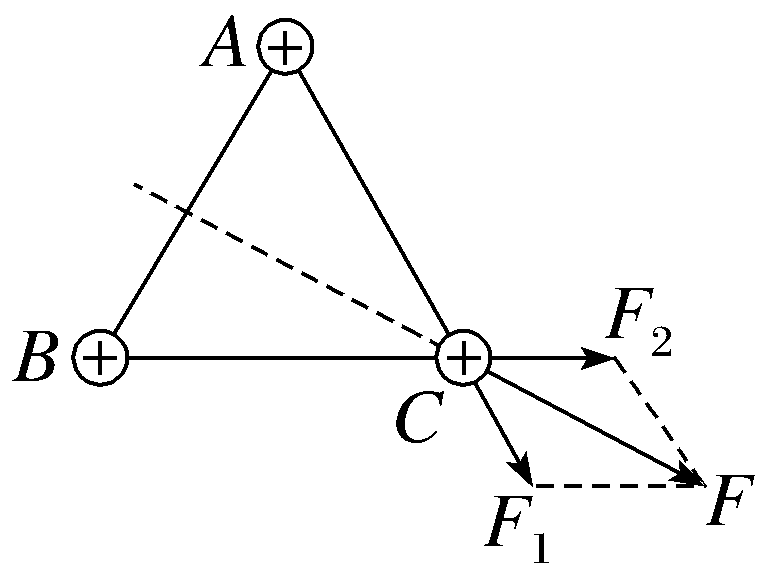 A +
B + + F₂
C
F₁ F